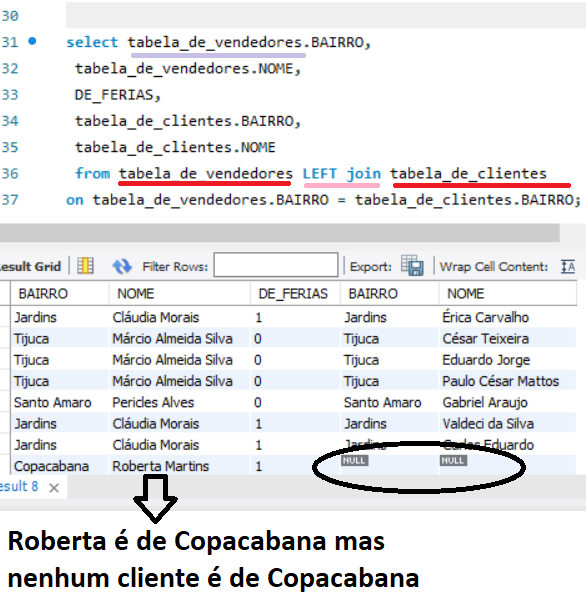 30
31 select tabela_de_vendedores.BAIRRO,
32 tabela_de_vendedores.NOME,
33 DE_FERIAS,
34 tabela_de_clientes.BAIRRO,
35 tabela_de_clientes.NOME
36 from tabela_de_vendedores LEFT join tabela_de_clientes
37 on tabela_de_vendedores.BAIRRO = tabela_de_clientes.BAIRRO;
esult Grid Filter Rows: Export: Wrap Cell Content:
BAIRRO NOME DE_FERIAS BAIRRO NOME
Jardins Cláudia Morais 1 Jardins Érica Carvalho
Tijuca Márcio Almeida Silva 0 Tijuca César Teixeira
Tijuca Márcio Almeida Silva 0 Tijuca Eduardo Jorge
Tijuca Márcio Almeida Silva 0 Tijuca Paulo César Mattos
Santo Amaro Pericles Alves 0 Santo Amaro Gabriel Araujo
Jardins Cláudia Morais 1 Jardins Valdeci da Silva
Jardins Cláudia Morais 1 Jardins Carlos Eduardo
Copacabana Roberta Martins 1 NULL NULL
esult 8
Roberta é de Copacabana mas
nenhum cliente é de Copacabana